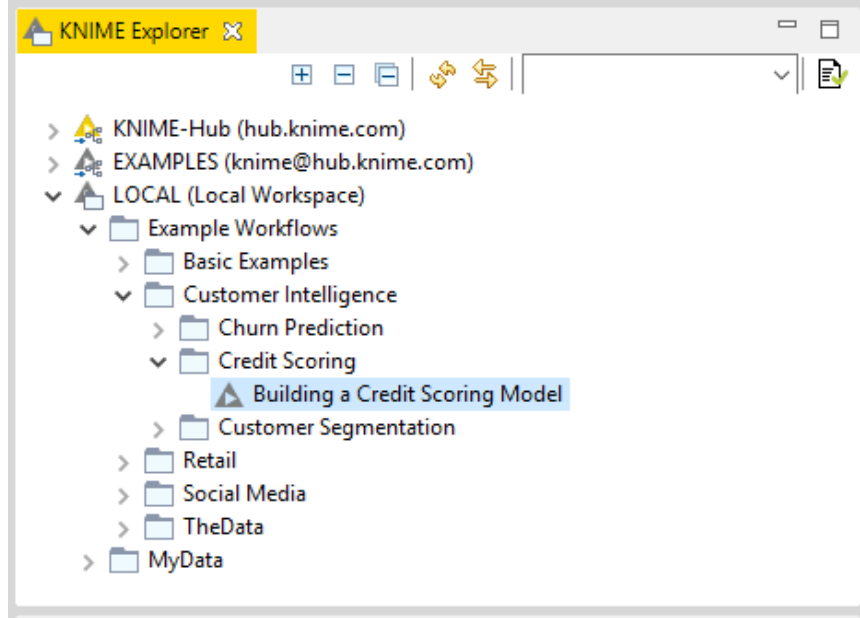 KNIME Explorer
KNIME-Hub (hub.knime.com)
EXAMPLES (knime@hub.knime.com)
LOCAL (Local Workspace)
Example Workflows
Basic Examples
Customer Intelligence
Churn Prediction
Credit Scoring
Building a Credit Scoring Model
Customer Segmentation
Retail
Social Media
TheData
MyData